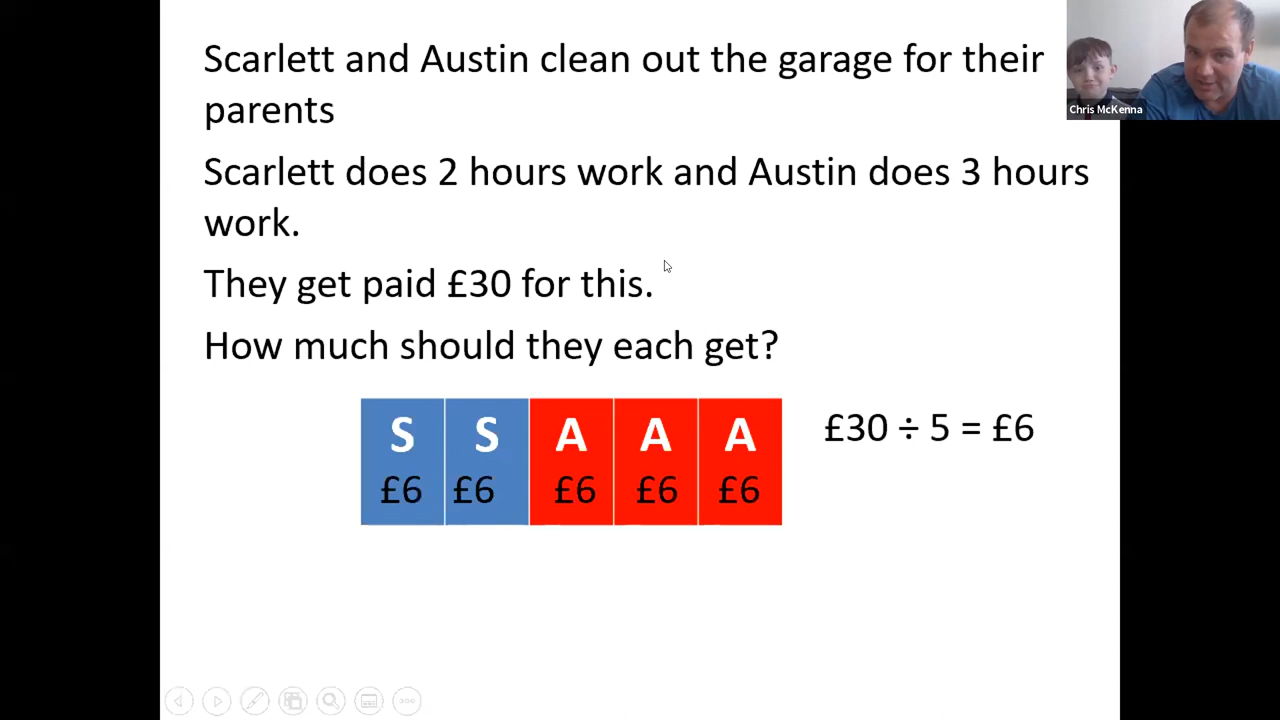 Scarlett and Austin clean out the garage for their
parents
Chris McKenna
Scarlett does 2 hours work and Austin does 3 hours
work.
They get paid £30 for this.
How much should they each get?
S S A A A
£6 £6 £6 £6 £6
£30 ÷ 5 = £6